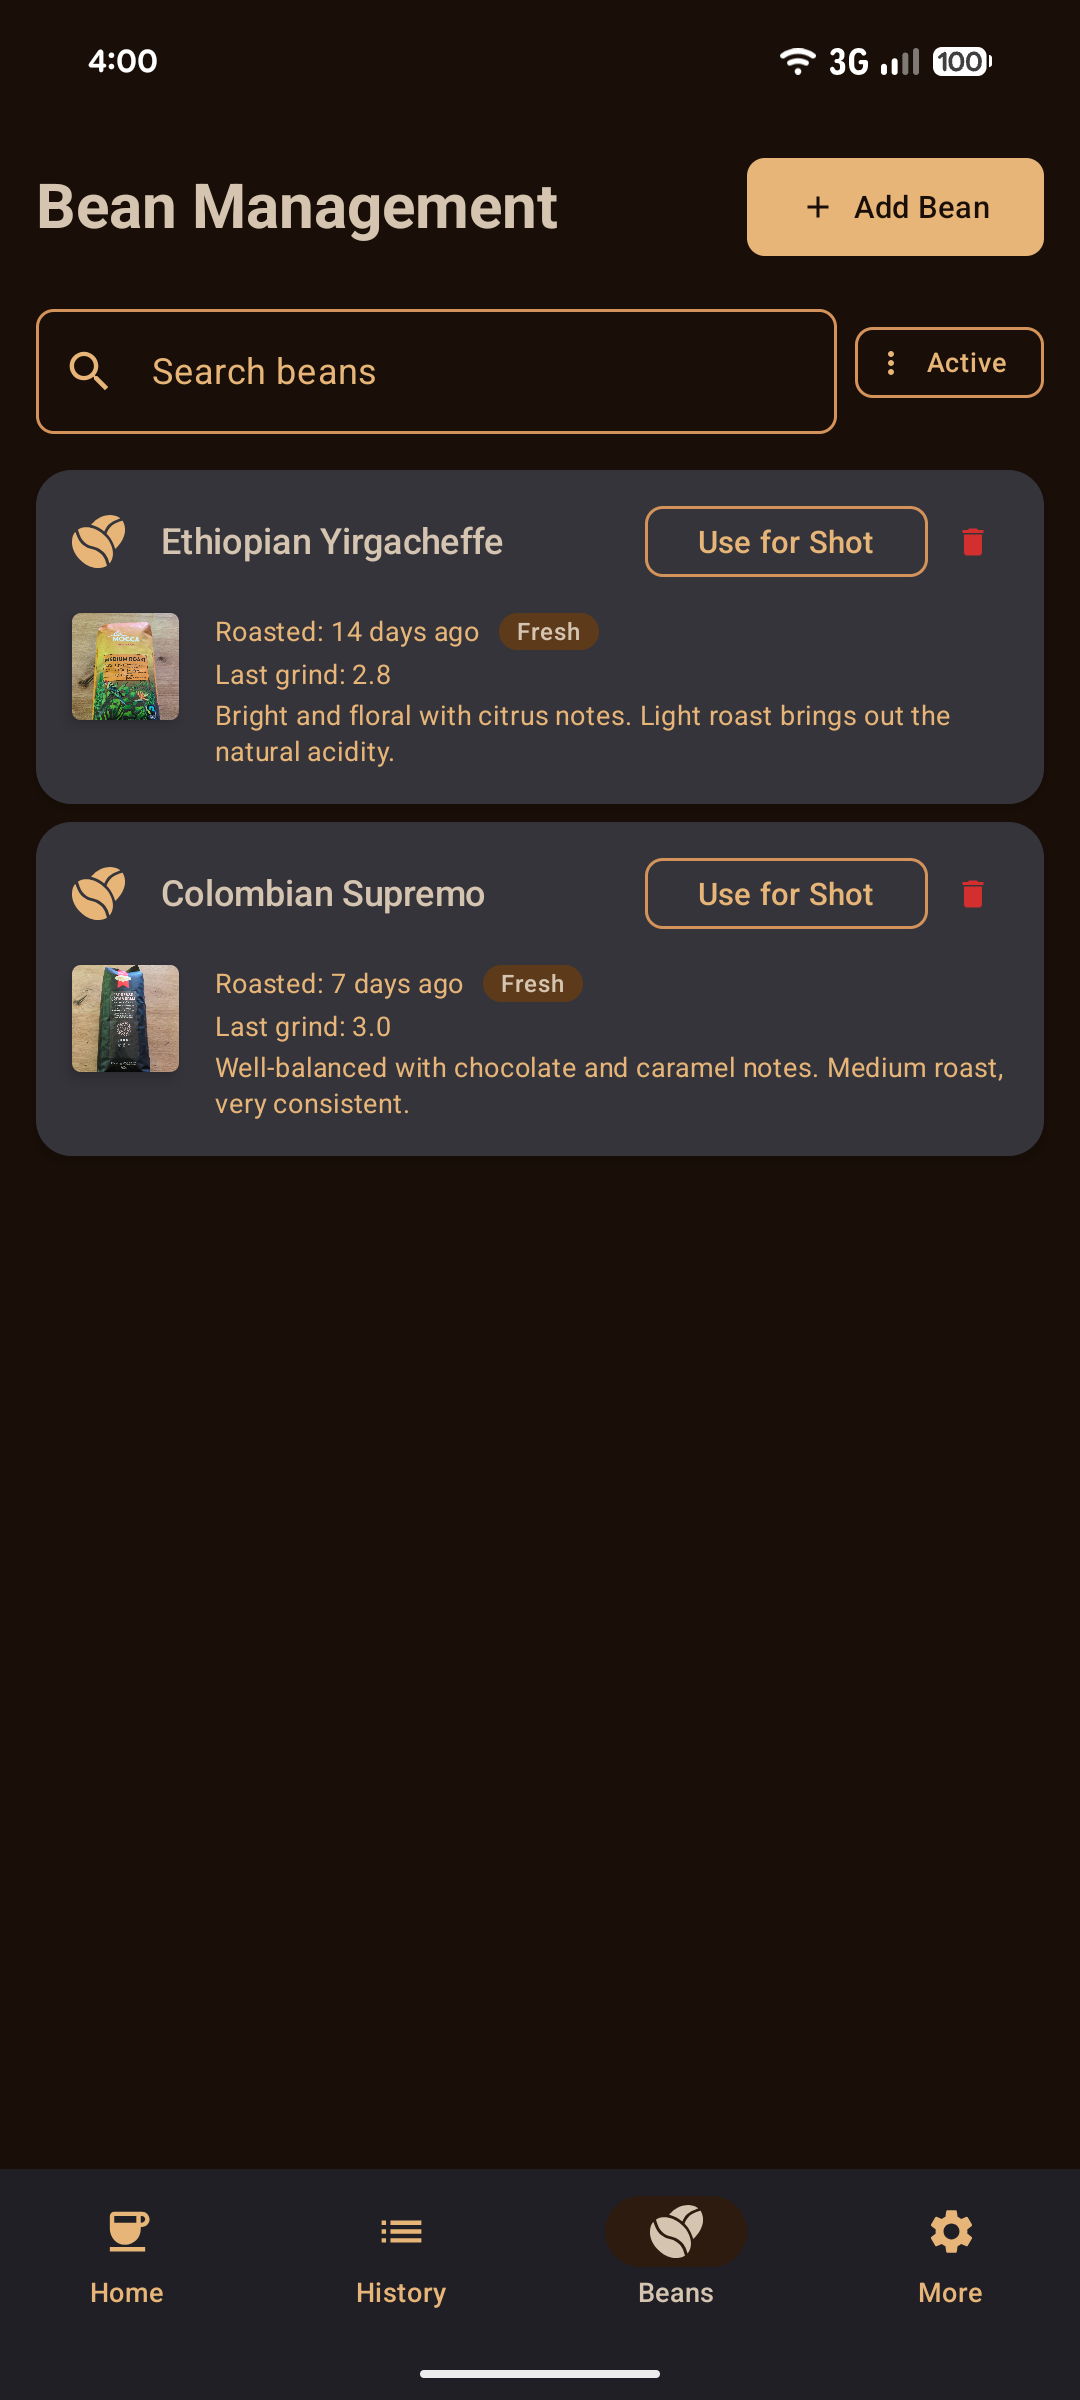 4:00
3G
100
Bean Management
+ Add Bean
Search beans
Active
Ethiopian Yirgacheffe
Use for Shot
MOCCA
MEDIUM ROAST
Roasted: 14 days ago
Fresh
Last grind: 2.8
Bright and floral with citrus notes. Light roast brings out the
natural acidity.
Colombian Supremo
Use for Shot
Roasted: 7 days ago
Fresh
Last grind: 3.0
Well-balanced with chocolate and caramel notes. Medium roast,
very consistent.
Home
History
Beans
More